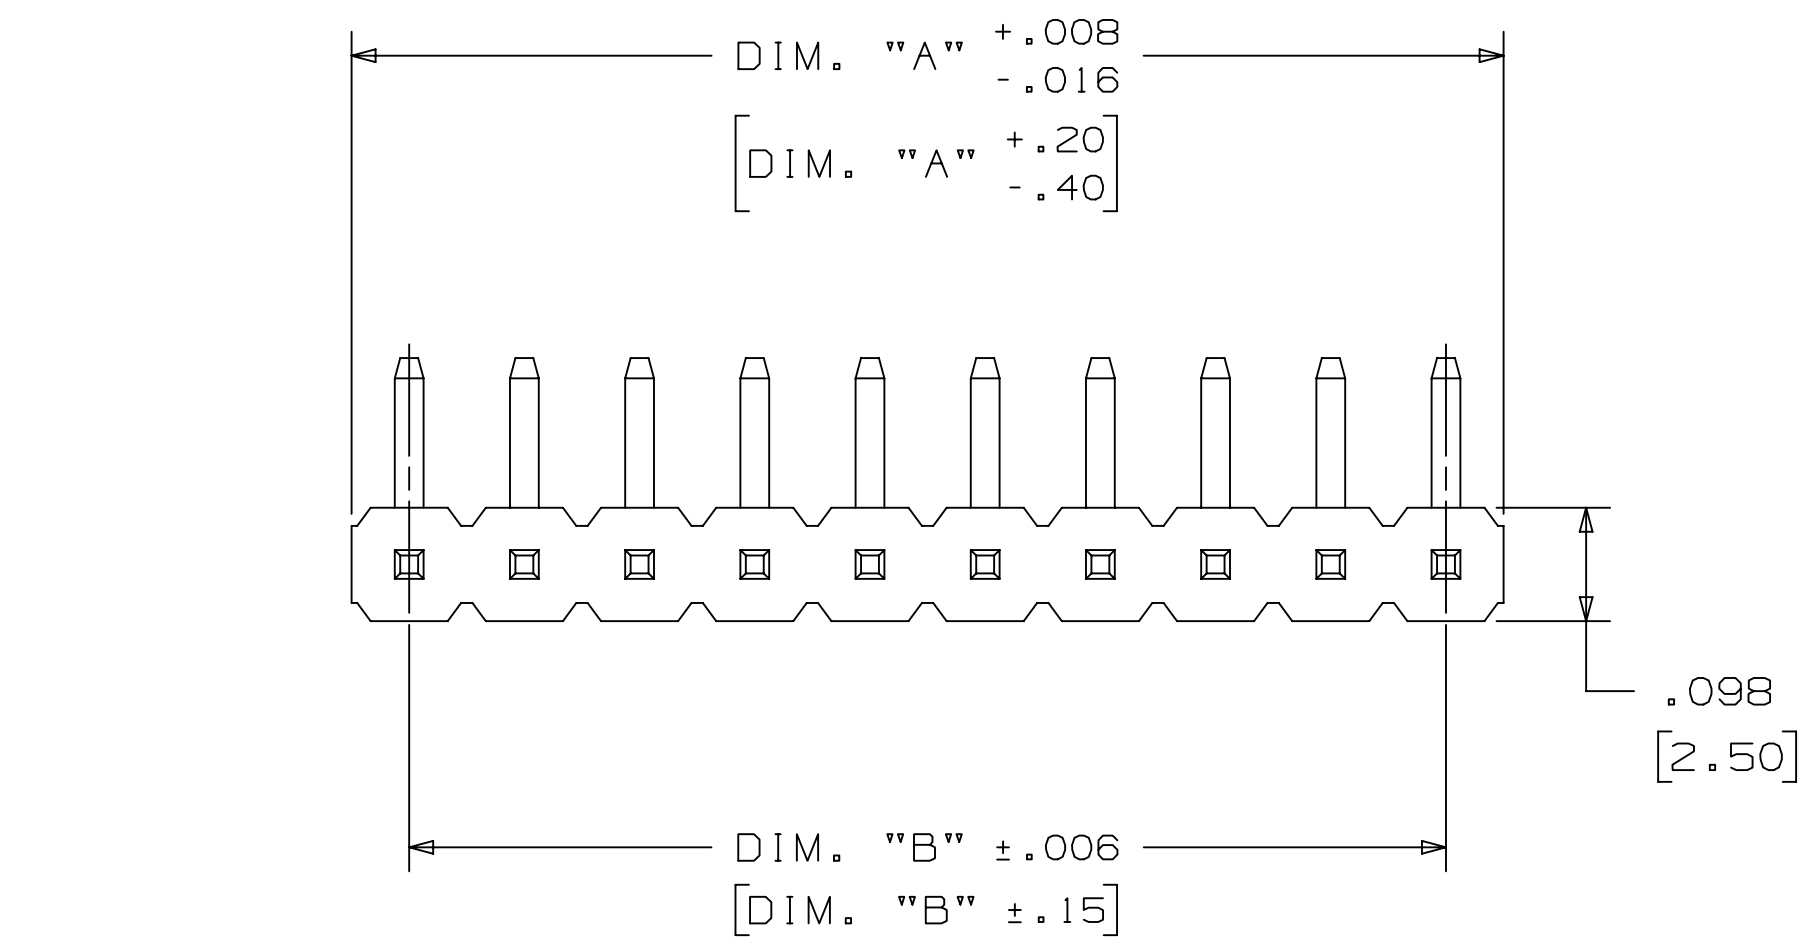 DIM. "A" +.008
-.016
[DIM. "A" +.20
-.40]
.098
[2.50]
DIM. "B" ±.006
[DIM. "B" ±.15]